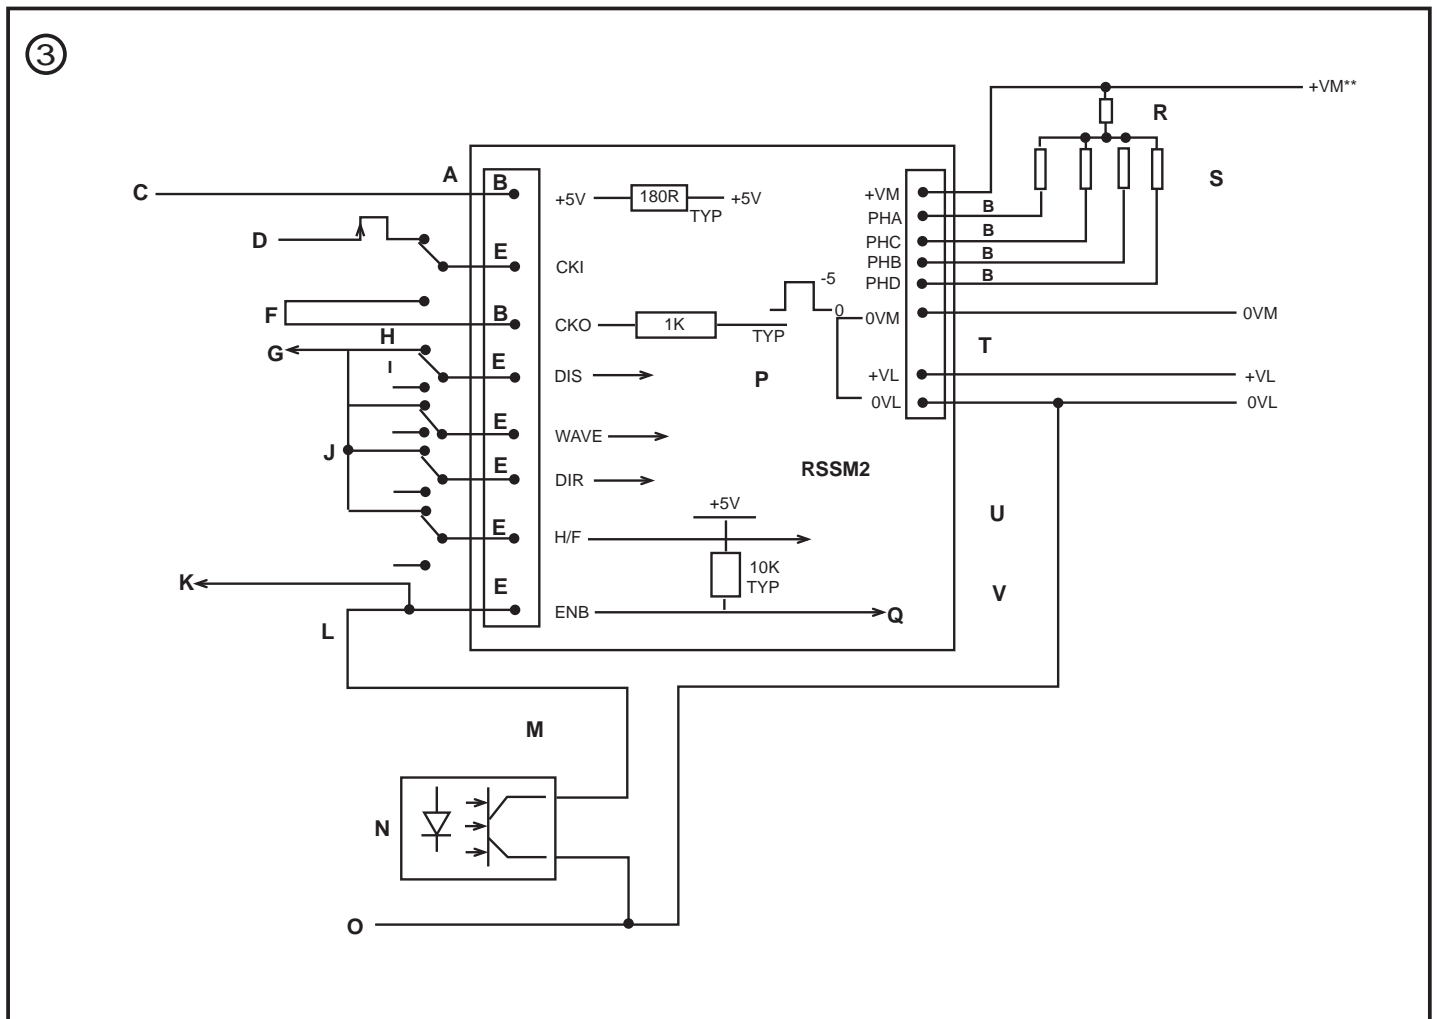 3
+VM**
R
A
B
C
+5V
180R
+5V
TYP
+VM
S
B
PHA
D
E
CKI
B
PHC
B
PHB
B
PHD
-5
0
F
B
CKO
1K
TYP
0VM
0VM
H
G
I
E
DIS
P
T
+VL
+VL
0VL
0VL
E
WAVE
J
E
DIR
RSSM2
+5V
U
E
H/F
10K
TYP
K
E
V
ENB
Q
L
M
N
O